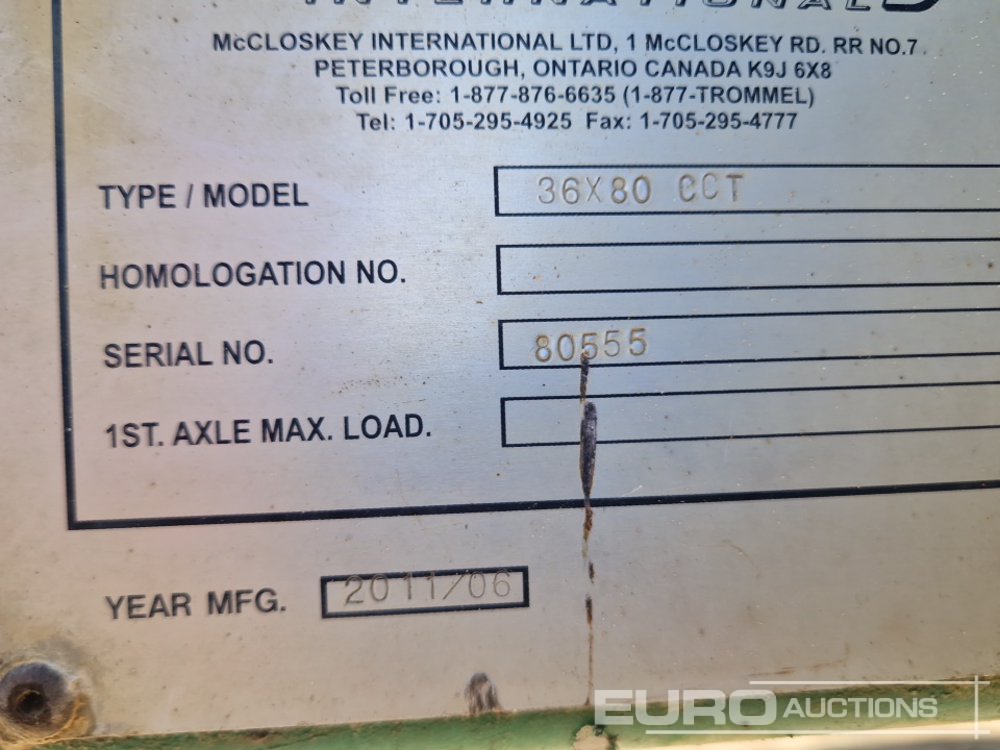 INTERNATIONAL
McCLOSKEY INTERNATIONAL LTD, 1 McCLOSKEY RD. RR NO.7
PETERBOROUGH, ONTARIO CANADA K9J 6X8
Toll Free: 1-877-876-6635 (1-877-TROMMEL)
Tel: 1-705-295-4925 Fax: 1-705-295-4777
TYPE / MODEL 36X80 CCT
HOMOLOGATION NO.
SERIAL NO. 80555
1ST. AXLE MAX. LOAD.
YEAR MFG. 2011/06
EURO AUCTIONS